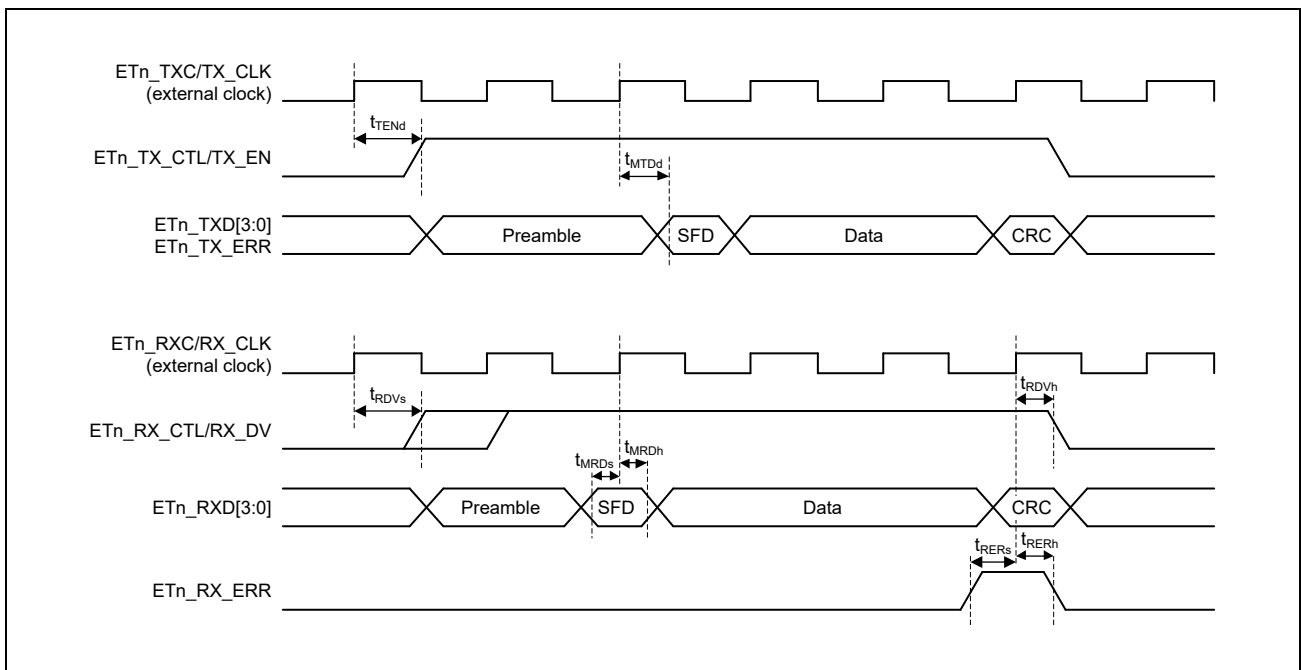 ETn_TXC/TX_CLK
(external clock)
tTENd
ETn_TX_CTL/TX_EN
tMTDd
ETn_TXD[3:0]
ETn_TX_ERR
Preamble
SFD
Data
CRC
ETn_RXC/RX_CLK
(external clock)
tRDVs
tRDVh
ETn_RX_CTL/RX_DV
tMRDs
tMRDh
ETn_RXD[3:0]
Preamble
SFD
Data
CRC
tRERs
tRERh
ETn_RX_ERR